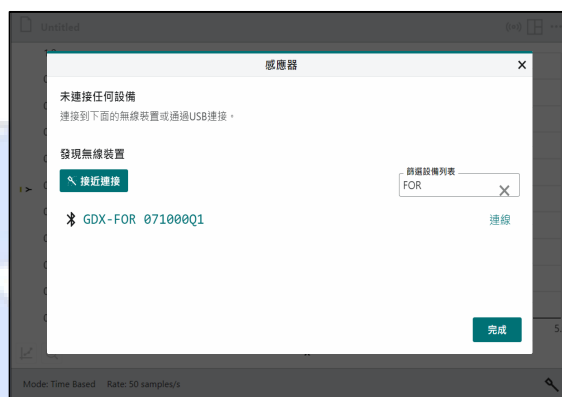 Untitled
感應器
未連接任何設備
連接到下面的無線裝置或通過USB連接。
發現無線裝置
接近連接
篩選設備列表
FOR
GDX-FOR 071000Q1
連線
完成
Mode: Time Based Rate: 50 samples/s